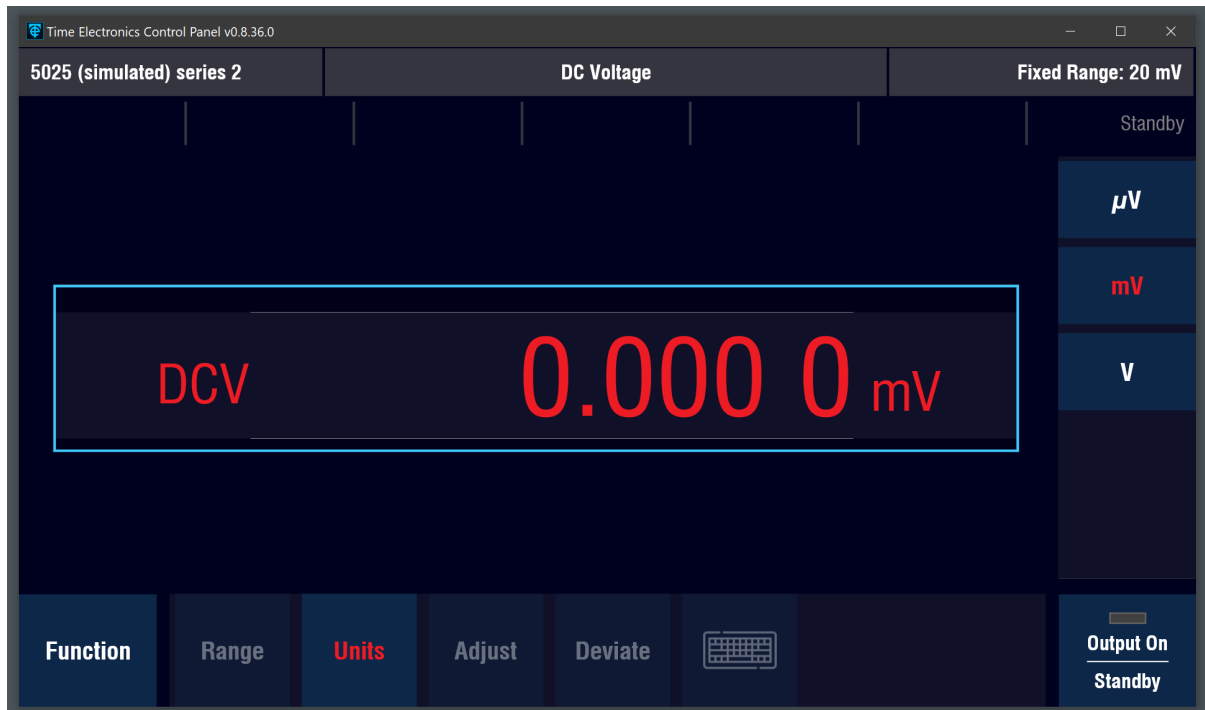 Time Electronics Control Panel v0.8.36.0
5025 (simulated) series 2
DC Voltage
Fixed Range: 20 mV
Standby
µV
mV
V
DCV 0.000 0 mV
Function
Range
Units
Adjust
Deviate
Output On
Standby